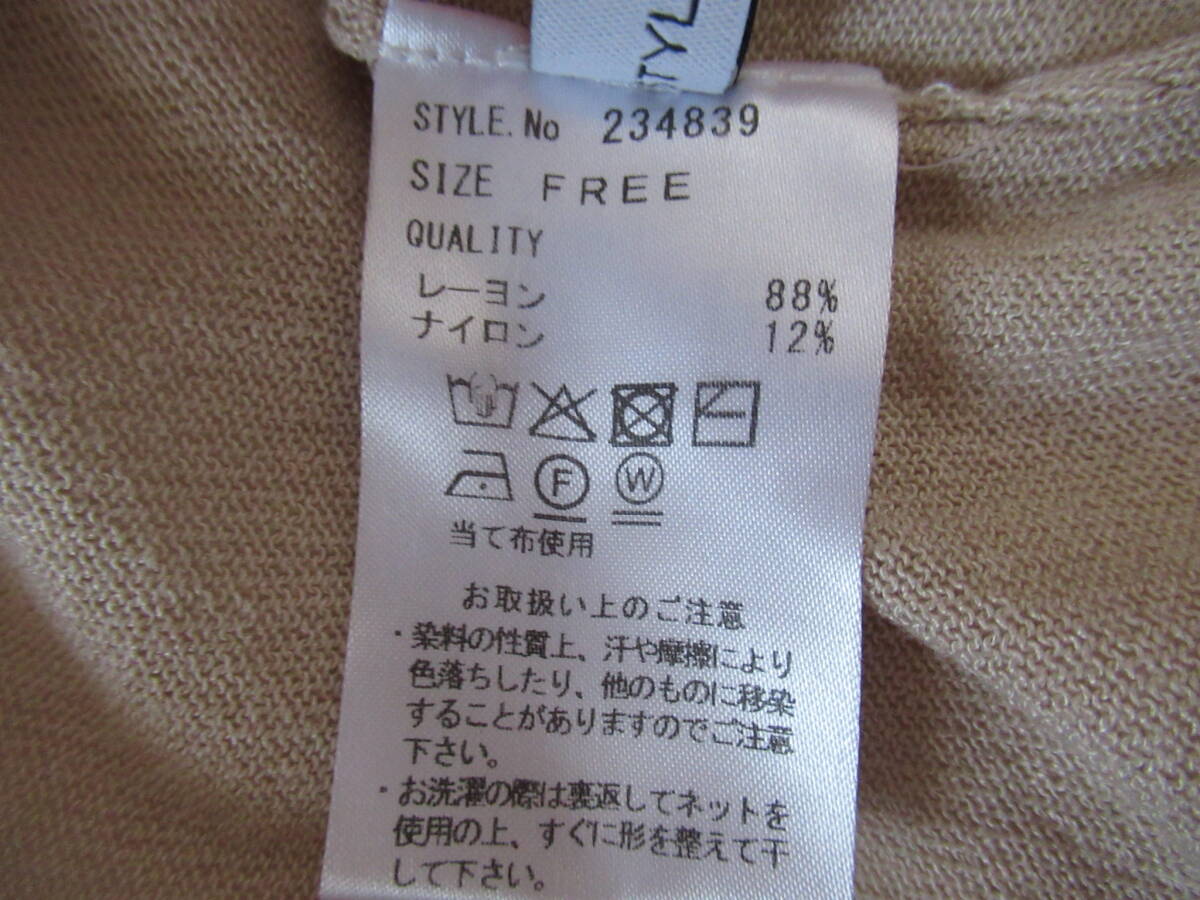 TYL
STYLE.No 234839
SIZE FREE
QUALITY
レーヨン 88%
ナイロン 12%
F W
当て布使用
お取扱い上のご注意
・染料の性質上、汗や摩擦により
色落ちしたり、他のものに移染
することがありますのでご注意
下さい。
・お洗濯の際は裏返してネットを
使用の上、すぐに形を整えて干
して下さい。